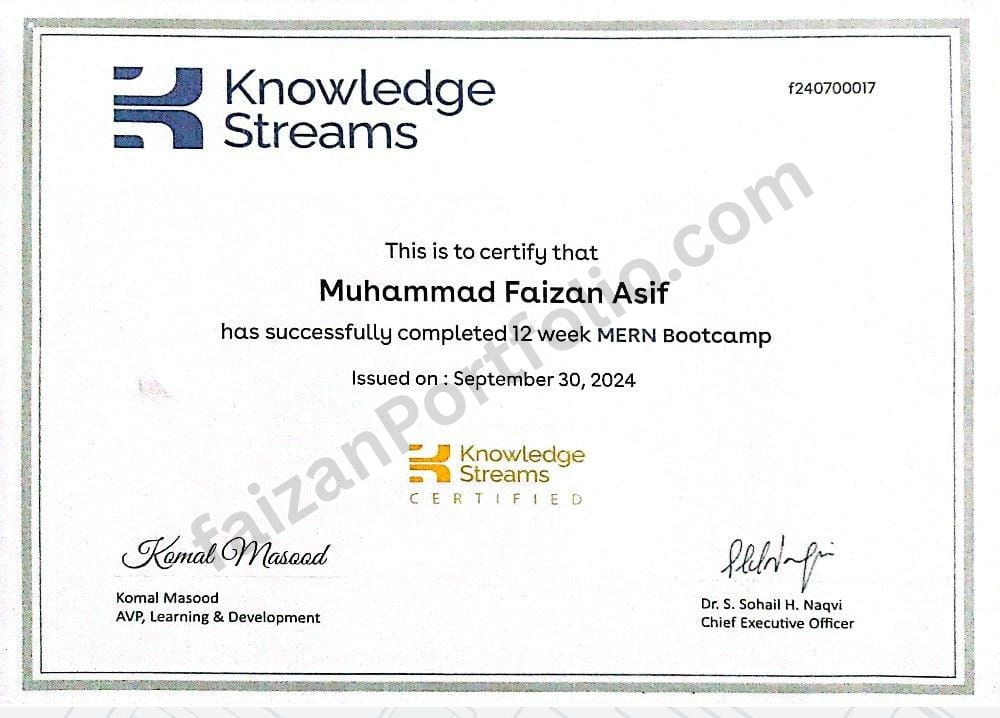 Knowledge
Streams
f240700017
This is to certify that
Muhammad Faizan Asif
has successfully completed 12 week MERN Bootcamp
Issued on : September 30, 2024
faizanPortfolio.com
Knowledge
Streams
CERTIFIED
Komal Masood
Komal Masood
AVP, Learning & Development
Dr. S. Sohail H. Naqvi
Chief Executive Officer